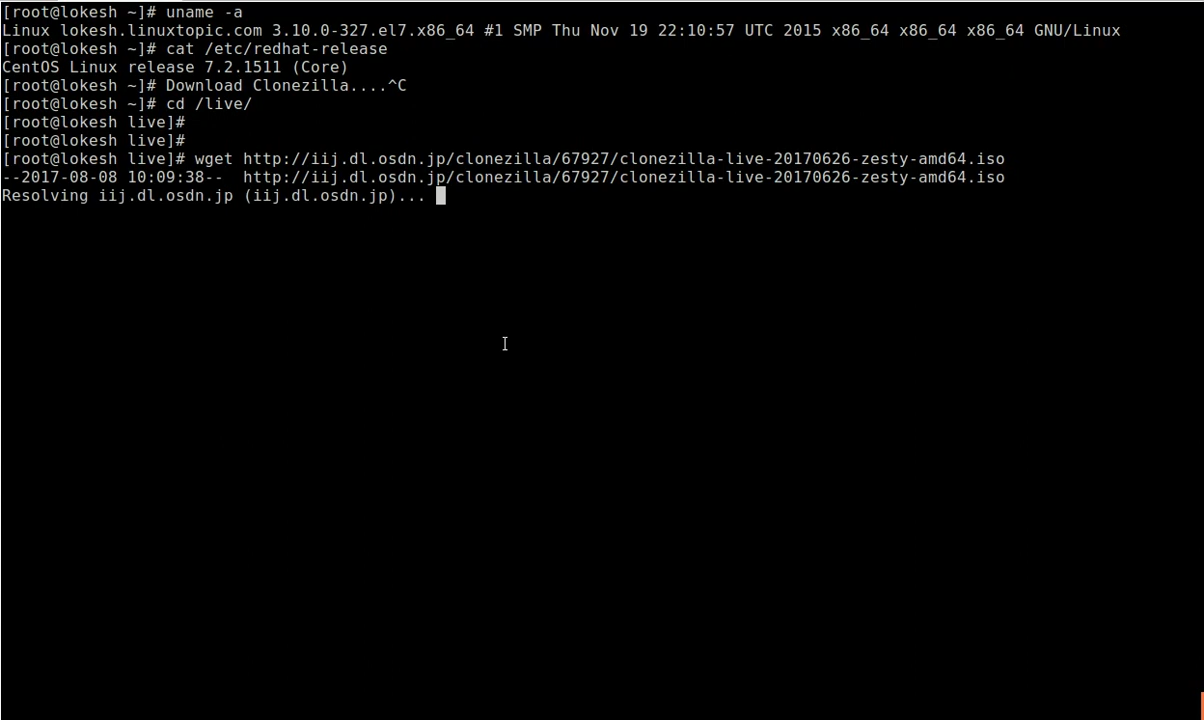 [root@lokesh ~]# uname -a
Linux lokesh.linuxtopic.com 3.10.0-327.el7.x86_64 #1 SMP Thu Nov 19 22:10:57 UTC 2015 x86_64 x86_64 x86_64 GNU/Linux
[root@lokesh ~]# cat /etc/redhat-release
CentOS Linux release 7.2.1511 (Core)
[root@lokesh ~]# Download Clonezilla....^C
[root@lokesh ~]# cd /live/
[root@lokesh live]#
[root@lokesh live]#
[root@lokesh live]# wget http://iij.dl.osdn.jp/clonezilla/67927/clonezilla-live-20170626-zesty-amd64.iso
--2017-08-08 10:09:38--  http://iij.dl.osdn.jp/clonezilla/67927/clonezilla-live-20170626-zesty-amd64.iso
Resolving iij.dl.osdn.jp (iij.dl.osdn.jp)...